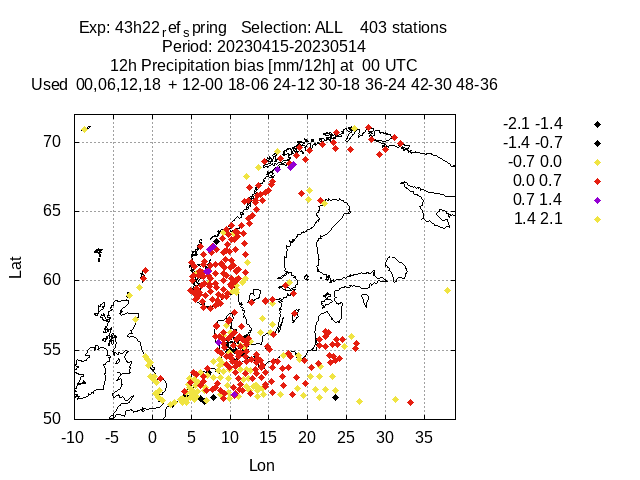 Exp: 43h22ref_spring   Selection: ALL    403 stations
Period: 20230415-20230514
12h Precipitation bias [mm/12h] at  00 UTC
Used  00,06,12,18  + 12-00 18-06 24-12 30-18 36-24 42-30 48-36
-2.1 -1.4
-1.4 -0.7
-0.7 0.0
0.0 0.7
0.7 1.4
1.4 2.1
70
65
60
55
50
Lat
-10 -5 0 5 10 15 20 25 30 35
Lon